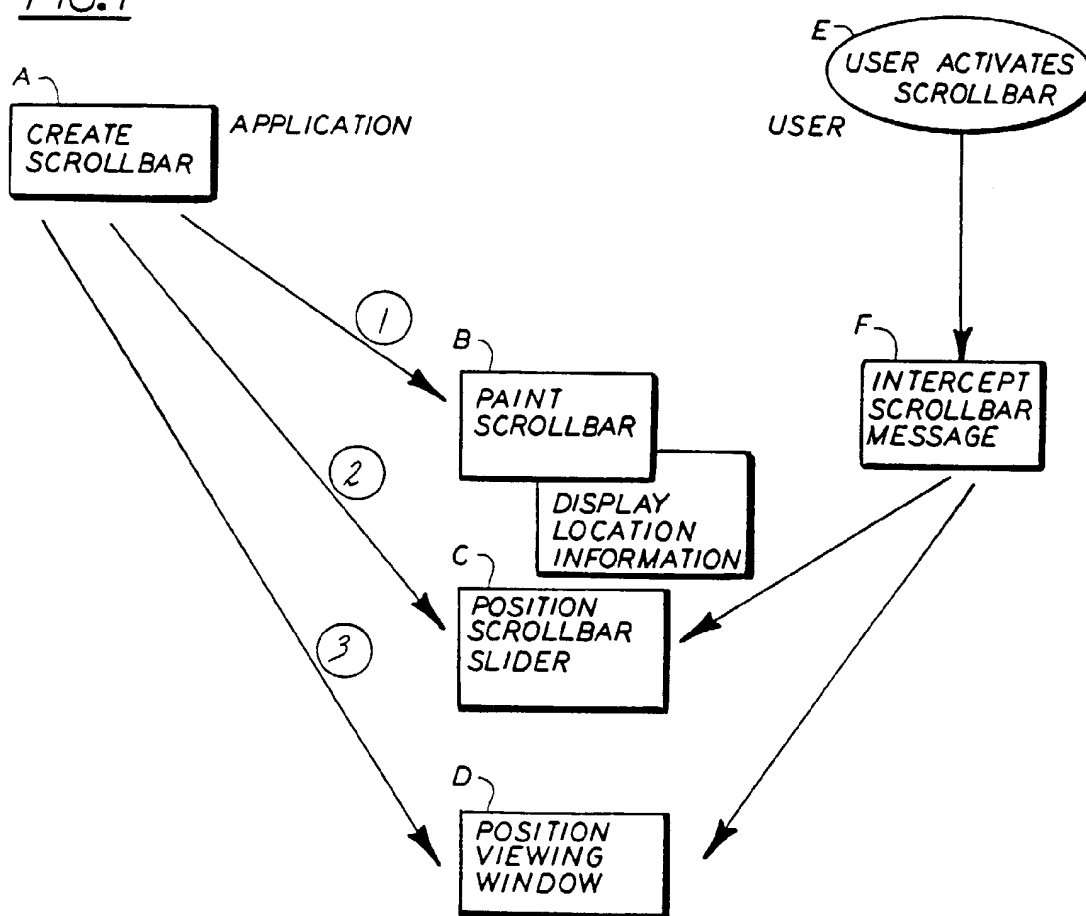 FIG.1
E
USER ACTIVATES
SCROLLBAR
A
CREATE
SCROLLBAR
APPLICATION
USER
1
B
PAINT
SCROLLBAR
F
INTERCEPT
SCROLLBAR
MESSAGE
2
DISPLAY
LOCATION
INFORMATION
C
POSITION
SCROLLBAR
SLIDER
3
D
POSITION
VIEWING
WINDOW